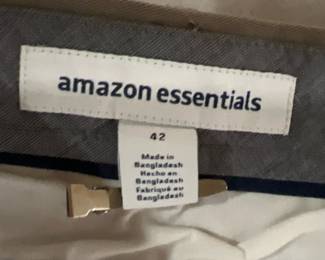 amazon essentials
42
Made in
Bangladesh
Hecho en
Bangladesh
Fabriqué au
Bangladesh